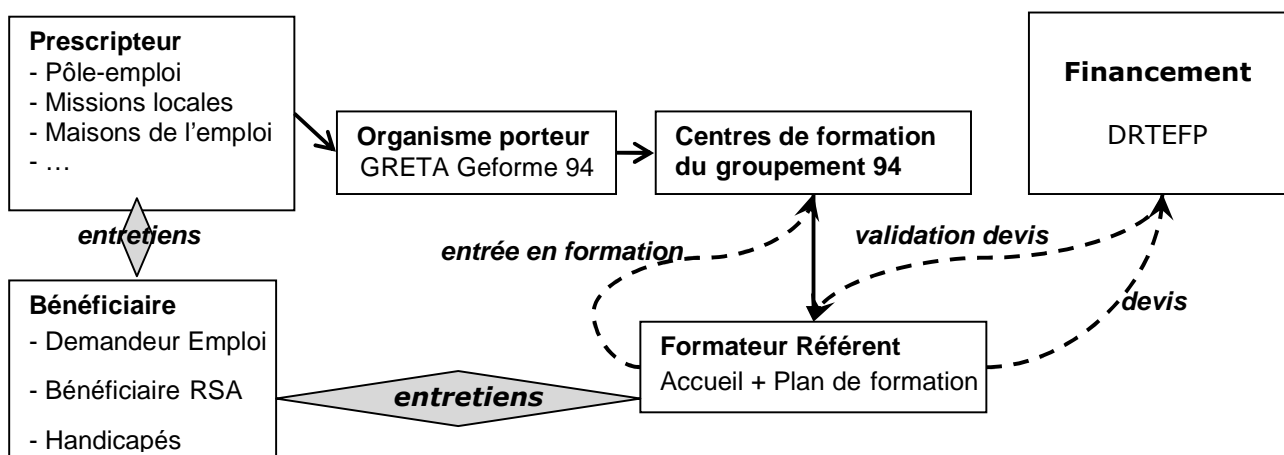 Prescripteur
- Pôle-emploi
- Missions locales
- Maisons de l'emploi
- …
Organisme porteur
GRETA Geforme 94
Centres de formation
du groupement 94
Financement
DRTEFP
entretiens
entrée en formation
validation devis
devis
Bénéficiaire
- Demandeur Emploi
- Bénéficiaire RSA
- Handicapés
entretiens
Formateur Référent
Accueil + Plan de formation